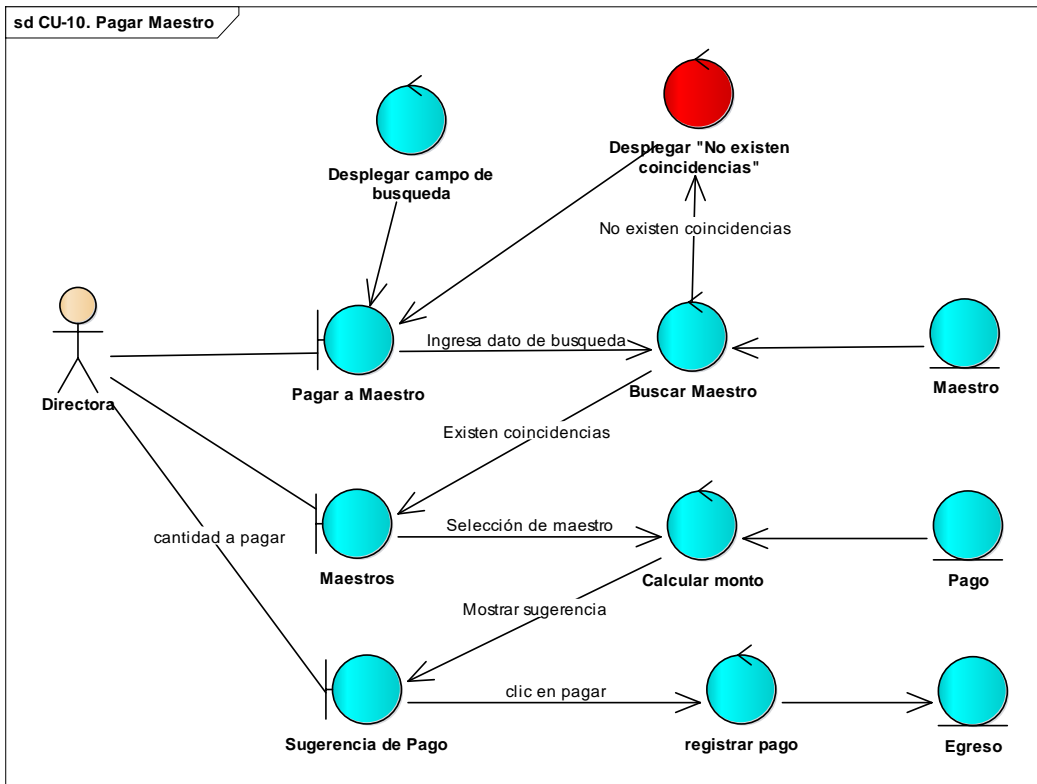 sd CU-10. Pagar Maestro
Desplegar campo de
busqueda
Desplegar "No existen
coincidencias"
No existen coincidencias
Directora
Pagar a Maestro
Ingresa dato de busqueda
Buscar Maestro
Maestro
Existen coincidencias
cantidad a pagar
Maestros
Selección de maestro
Calcular monto
Pago
Mostrar sugerencia
Sugerencia de Pago
clic en pagar
registrar pago
Egreso